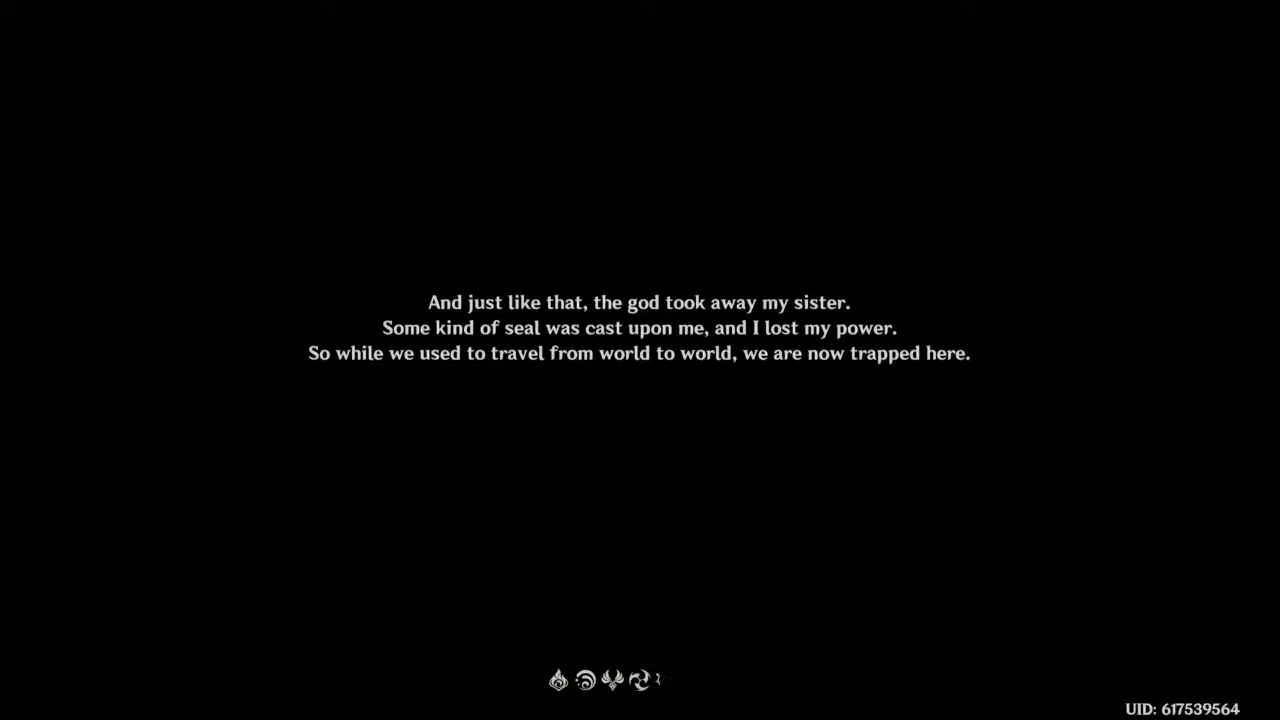 And just like that, the god took away my sister.
Some kind of seal was cast upon me, and I lost my power.
So while we used to travel from world to world, we are now trapped here.
UID: 617539564